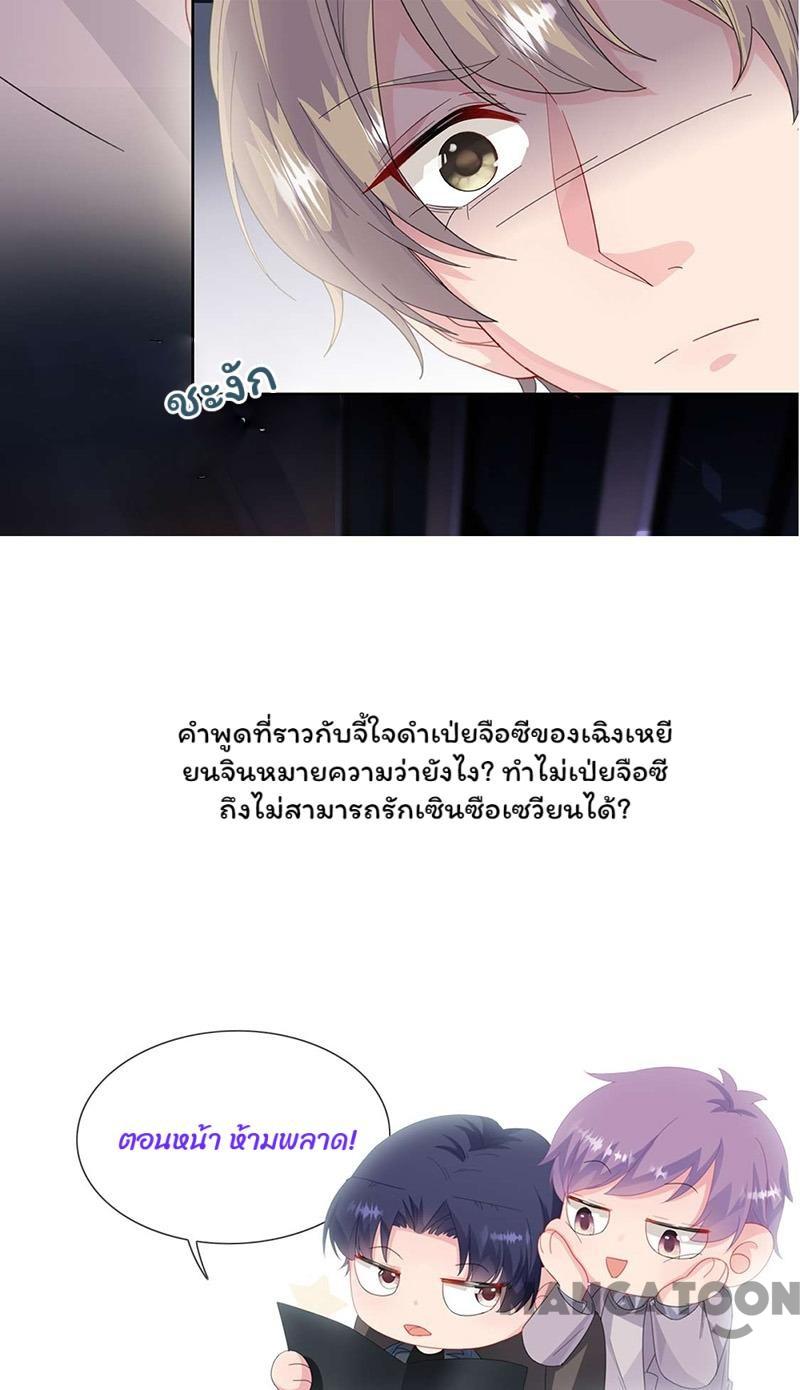 ชะงัก
คำพูดที่ราวกับจี้ใจดำเป่ยจือซีของเฉิงเหยี
ยนจินหมายความว่ายังไง? ทำไมเป่ยจือซี
ถึงไม่สามารถรักเซินซือเซวียนได้?
ตอนหน้า ห้ามพลาด!
MANGATOON